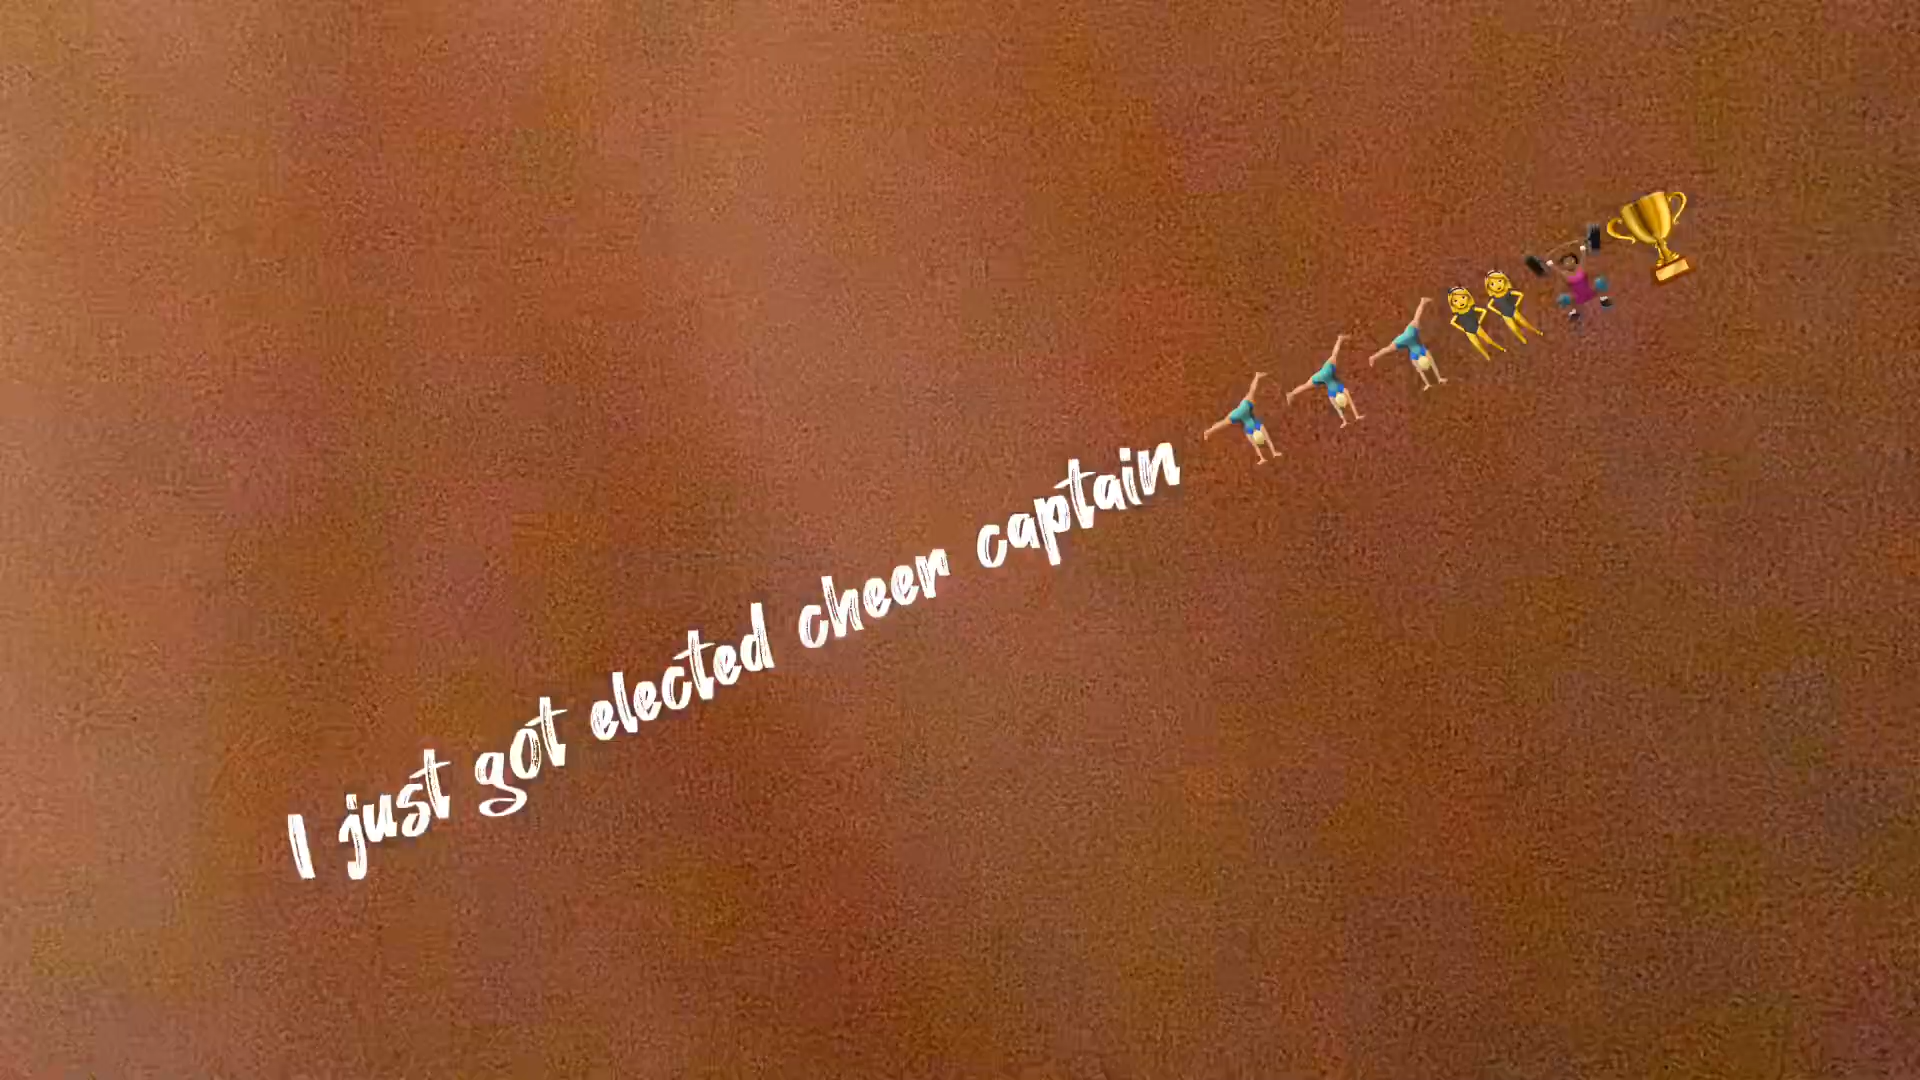 I just got elected cheer captain 🤸🏼‍♀️🤸🏼‍♀️🤸🏼‍♀️👯‍♀️🏋🏾‍♀️🏆